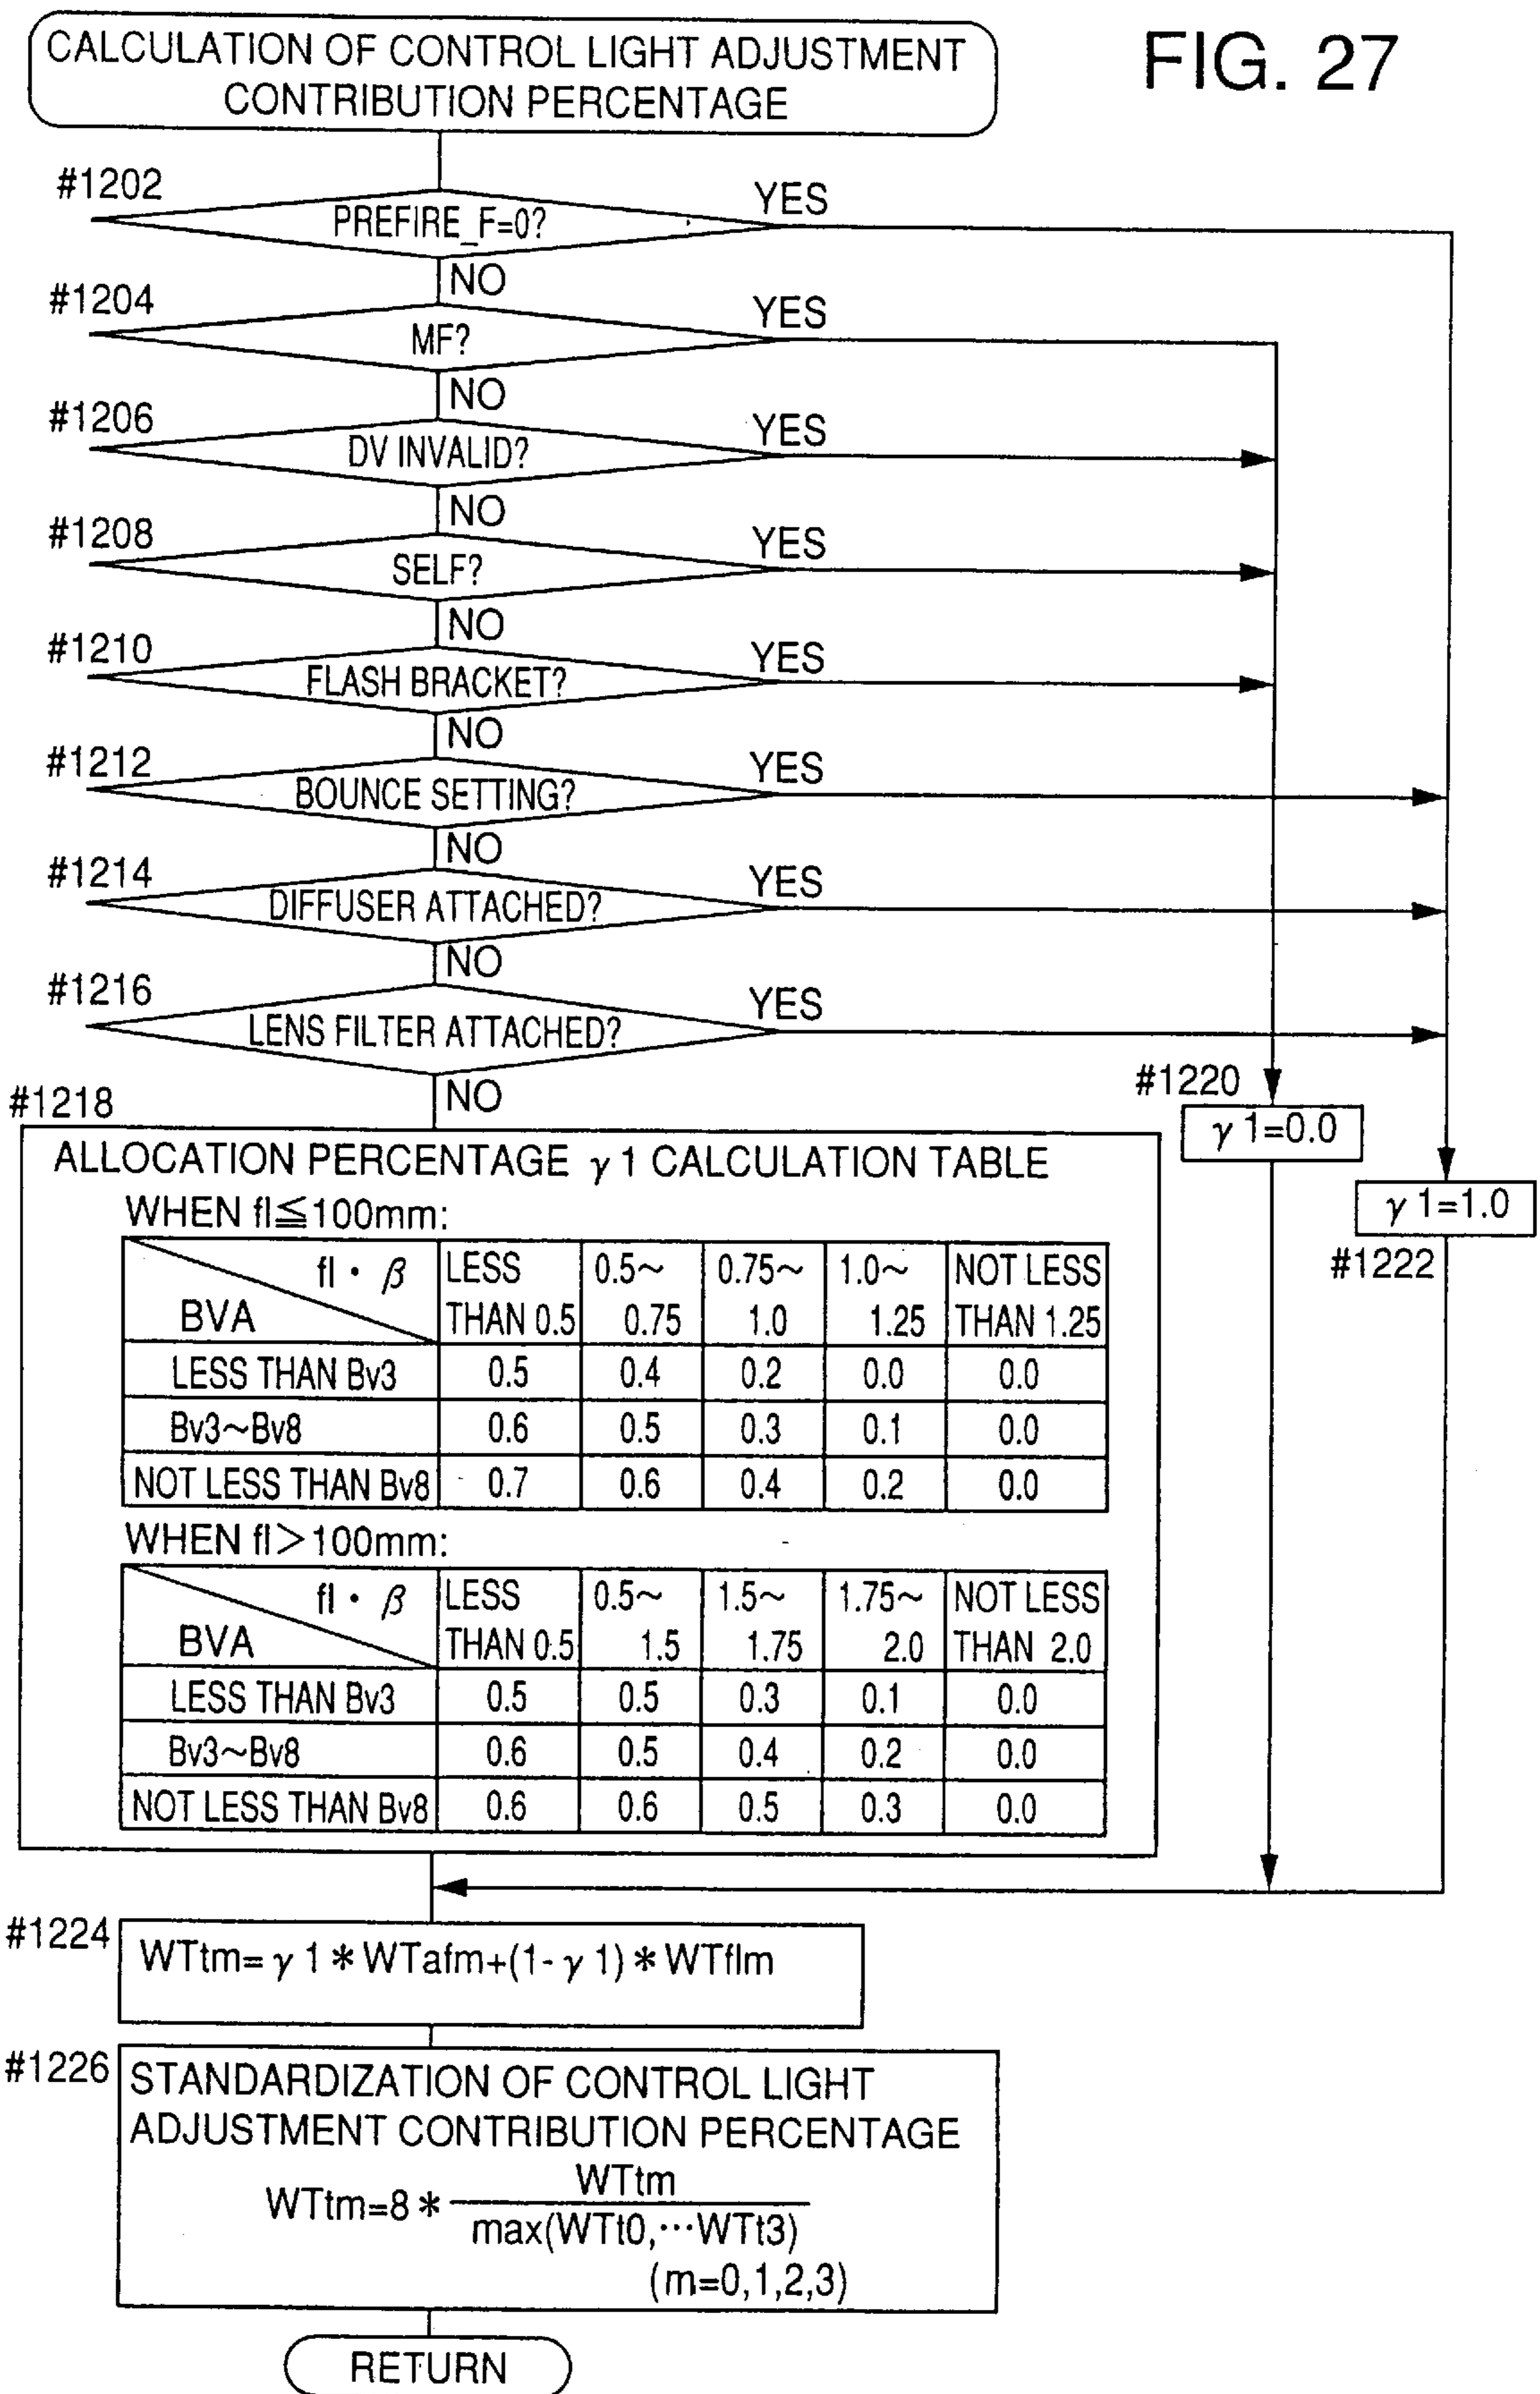 CALCULATION OF CONTROL LIGHT ADJUSTMENT
CONTRIBUTION PERCENTAGE
FIG. 27
#1202
PREFIRE_F=0?
YES
NO
#1204
MF?
YES
NO
#1206
DV INVALID?
YES
NO
#1208
SELF?
YES
NO
#1210
FLASH BRACKET?
YES
NO
#1212
BOUNCE SETTING?
YES
NO
#1214
DIFFUSER ATTACHED?
YES
NO
#1216
LENS FILTER ATTACHED?
YES
NO
#1220
γ 1=0.0
γ 1=1.0
#1222
#1218
ALLOCATION PERCENTAGE γ 1 CALCULATION TABLE
WHEN fl≦100mm:
fl・β LESS 0.5~ 0.75~ 1.0~ NOT LESS
BVA THAN 0.5 0.75 1.0 1.25 THAN 1.25
LESS THAN Bv3 0.5 0.4 0.2 0.0 0.0
Bv3~Bv8 0.6 0.5 0.3 0.1 0.0
NOT LESS THAN Bv8 0.7 0.6 0.4 0.2 0.0
WHEN fl>100mm:
fl・β LESS 0.5~ 1.5~ 1.75~ NOT LESS
BVA THAN 0.5 1.5 1.75 2.0 THAN 2.0
LESS THAN Bv3 0.5 0.5 0.3 0.1 0.0
Bv3~Bv8 0.6 0.5 0.4 0.2 0.0
NOT LESS THAN Bv8 0.6 0.6 0.5 0.3 0.0
#1224
WTtm= γ 1 * WTafm+(1- γ 1) * WTflm
#1226
STANDARDIZATION OF CONTROL LIGHT
ADJUSTMENT CONTRIBUTION PERCENTAGE
WTtm
WTtm=8 *
max(WTt0,···WTt3)
(m=0,1,2,3)
RETURN